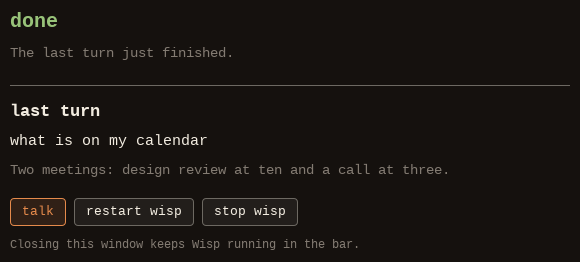 done
The last turn just finished.
last turn
what is on my calendar
Two meetings: design review at ten and a call at three.
talk restart wisp stop wisp
Closing this window keeps Wisp running in the bar.